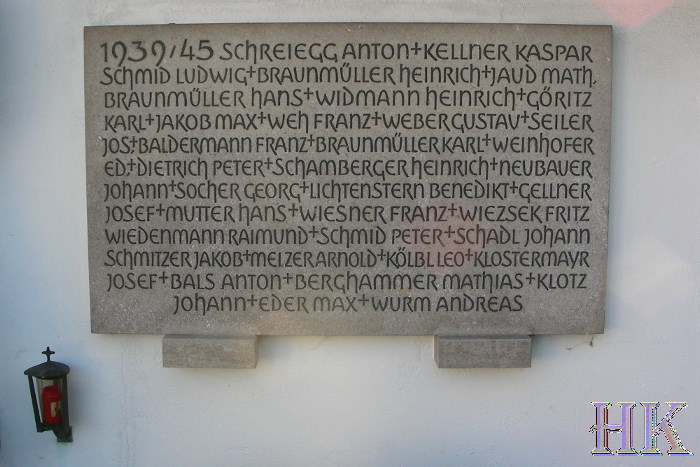 1939/45 SCHREIEGG ANTON+KELLNER KASPAR
SCHMID LUDWIG+BRAUNMÜLLER HEINRICH+JAUD MATH.
BRAUNMÜLLER HANS+WIDMANN HEINRICH+GÖRITZ
KARL+JAKOB MAX+WEH FRANZ+WEBER GUSTAV+SEILER
JOS.+BALDERMANN FRANZ+BRAUNMÜLLER KARL+WEINHOFER
ED.+DIETRICH PETER+SCHAMBERGER HEINRICH+NEUBAUER
JOHANN+SOCHER GEORG+LICHTENSTERN BENEDIKT+GELLNER
JOSEF+MUTTER HANS+WIESNER FRANZ+WIEZSEK FRITZ
WIEDENMANN RAIMUND+SCHMID PETER+SCHADL JOHANN
SCHMITZER JAKOB+MELZER ARNOLD+KÖLBL LEO+KLOSTERMAYR
JOSEF+BALS ANTON+BERGHAMMER MATHIAS+KLOTZ
JOHANN+EDER MAX+WURM ANDREAS
HK